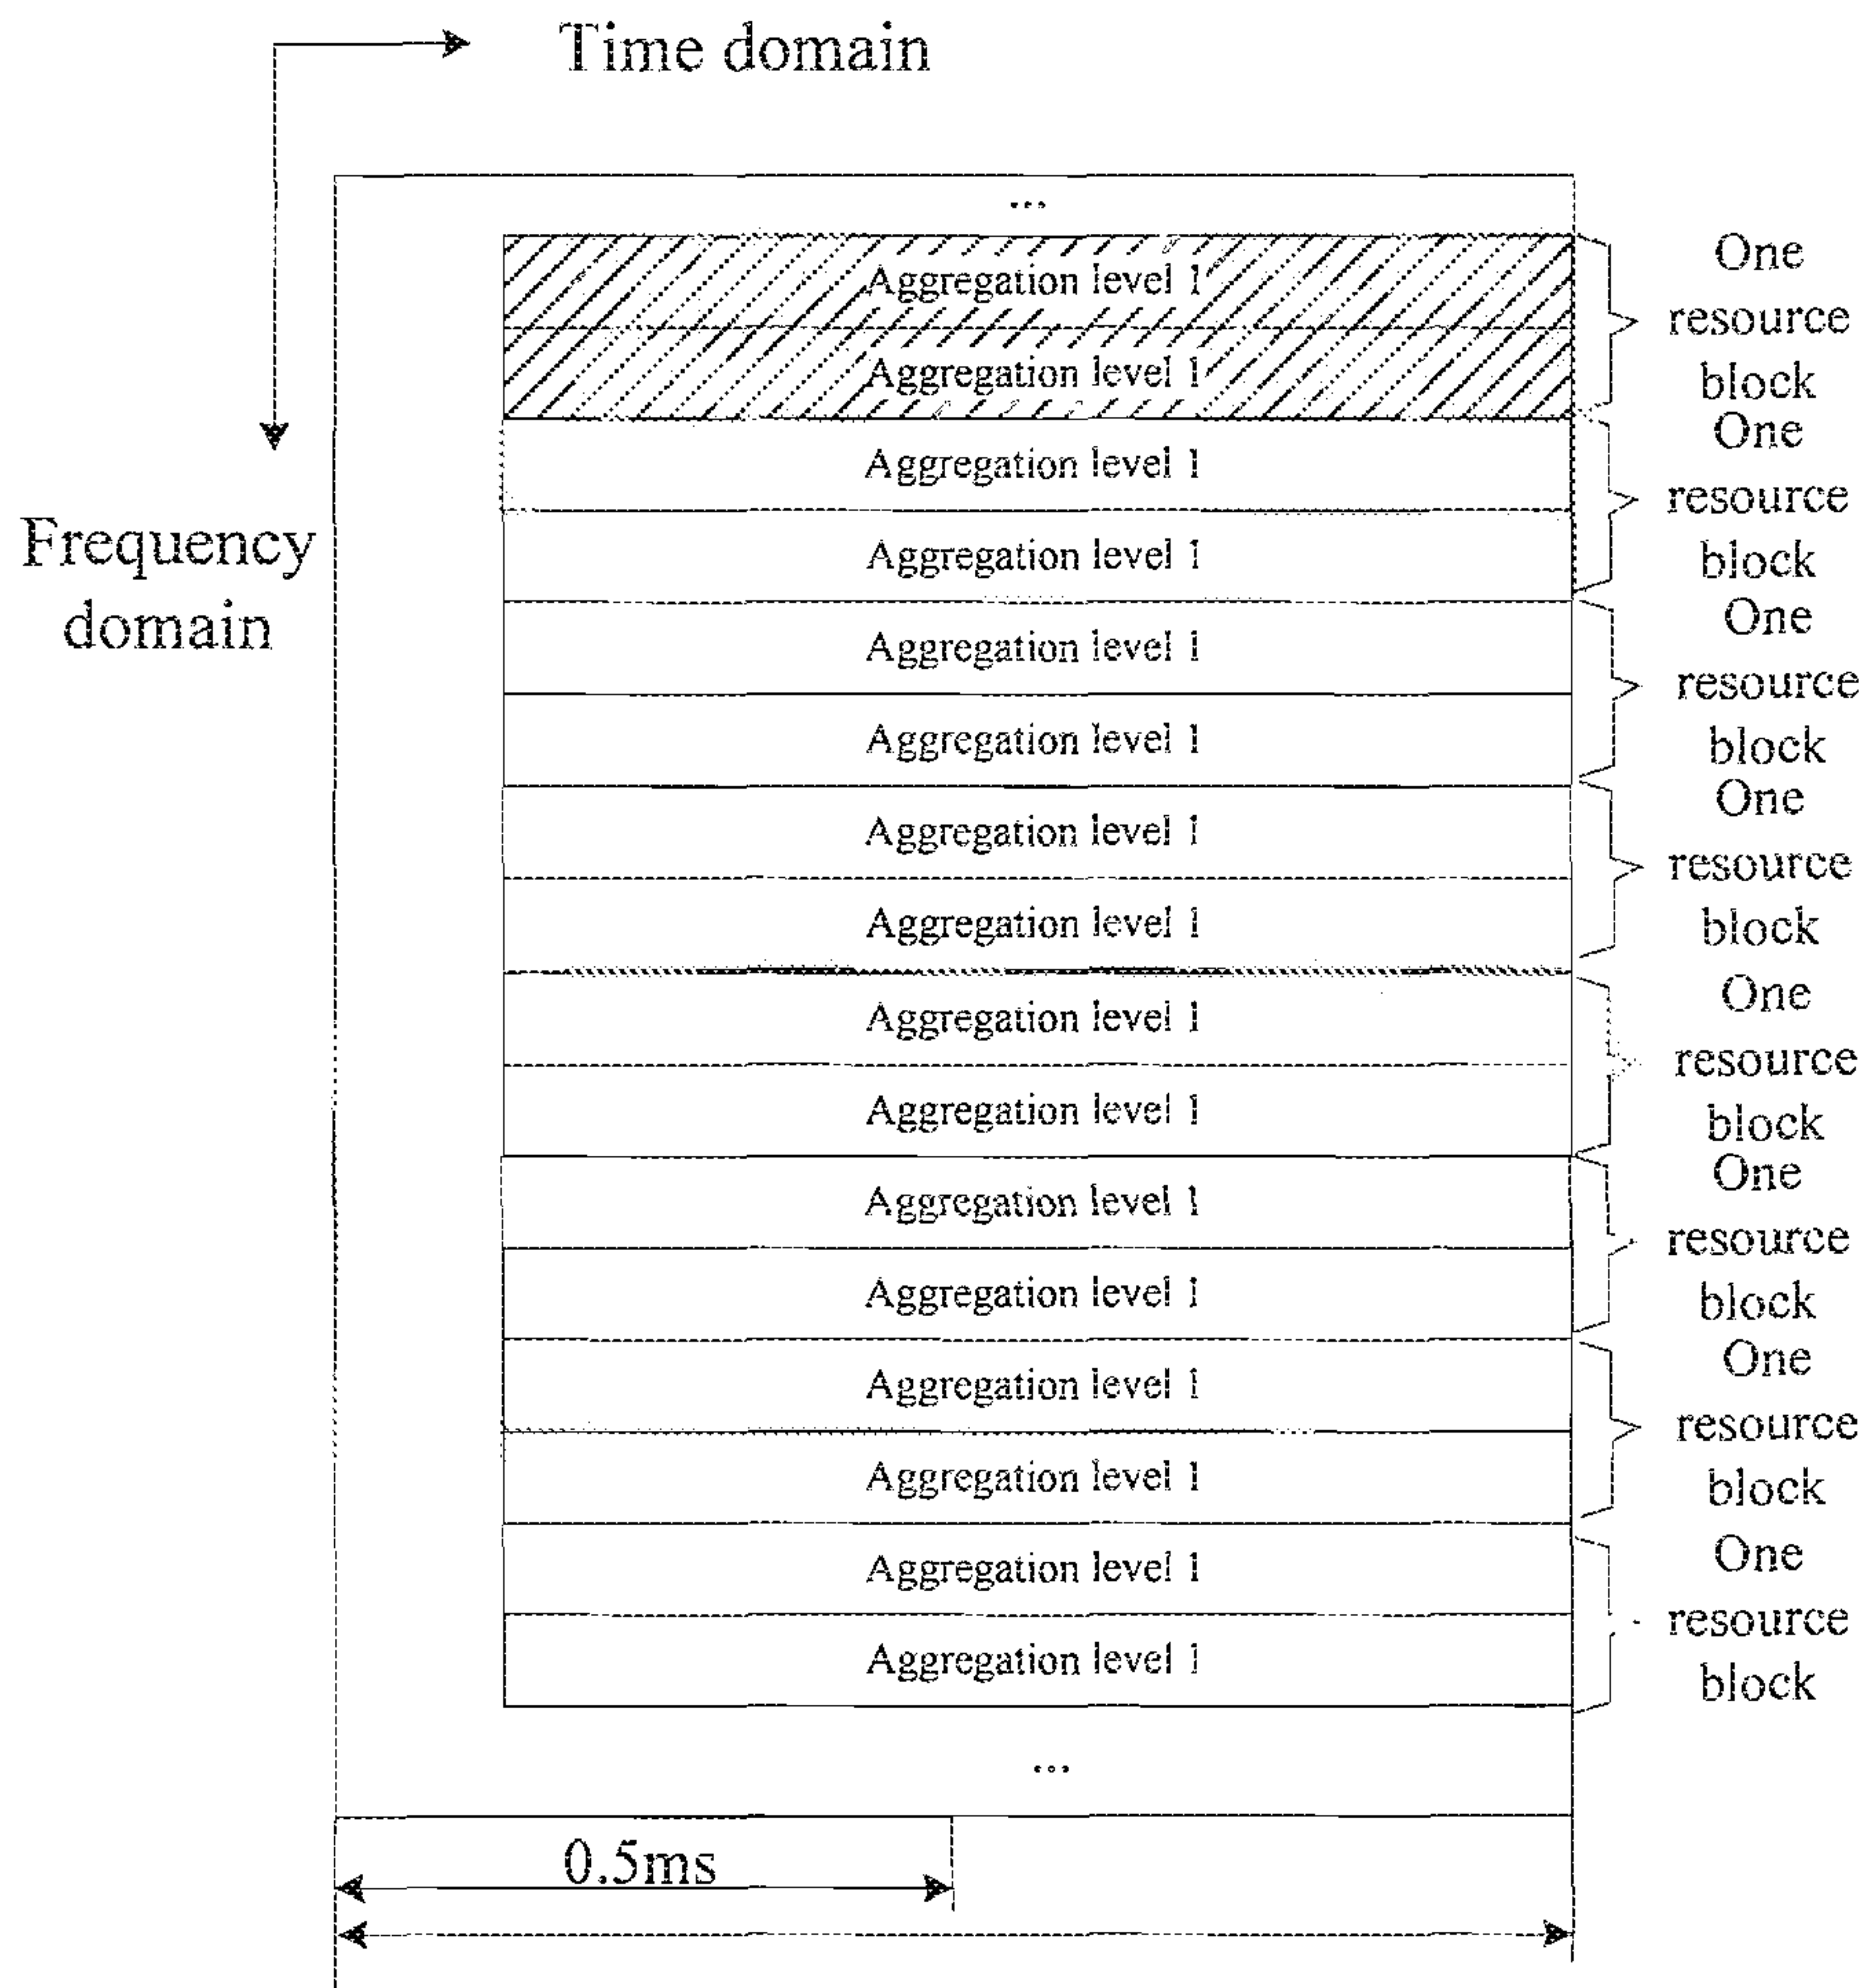 Time domain
...
Aggregation level 1
One
resource
block
Aggregation level 1
Aggregation level 1
One
resource
block
Frequency
domain
Aggregation level 1
Aggregation level 1
One
resource
block
Aggregation level 1
Aggregation level 1
One
resource
block
Aggregation level 1
Aggregation level 1
One
resource
block
Aggregation level 1
Aggregation level 1
One
resource
block
Aggregation level 1
Aggregation level 1
One
resource
block
Aggregation level 1
Aggregation level 1
One
resource
block
Aggregation level 1
...
0.5ms